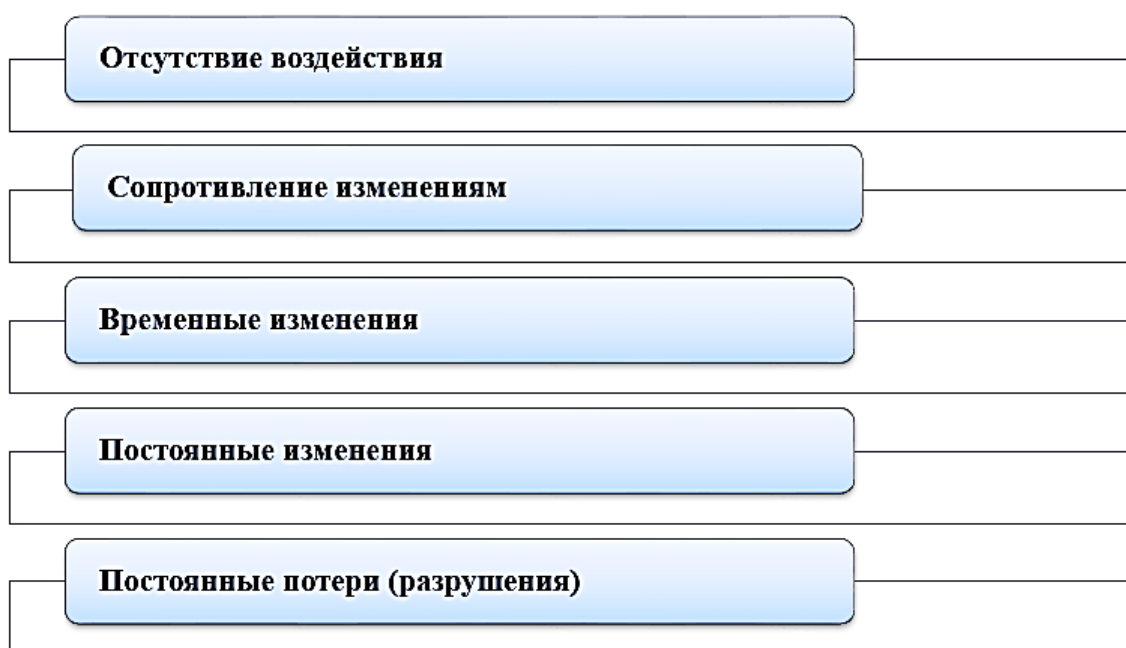 Отсутствие воздействия
Сопротивление изменениям
Временные изменения
Постоянные изменения
Постоянные потери (разрушения)